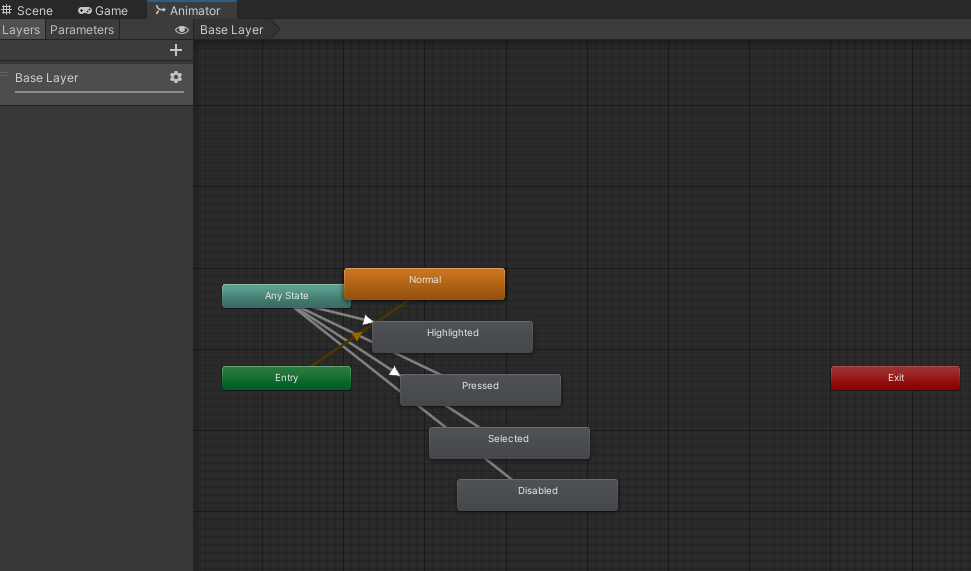 Scene Game Animator
Layers Parameters Base Layer
Base Layer
Normal
Any State
Highlighted
Entry
Pressed
Exit
Selected
Disabled